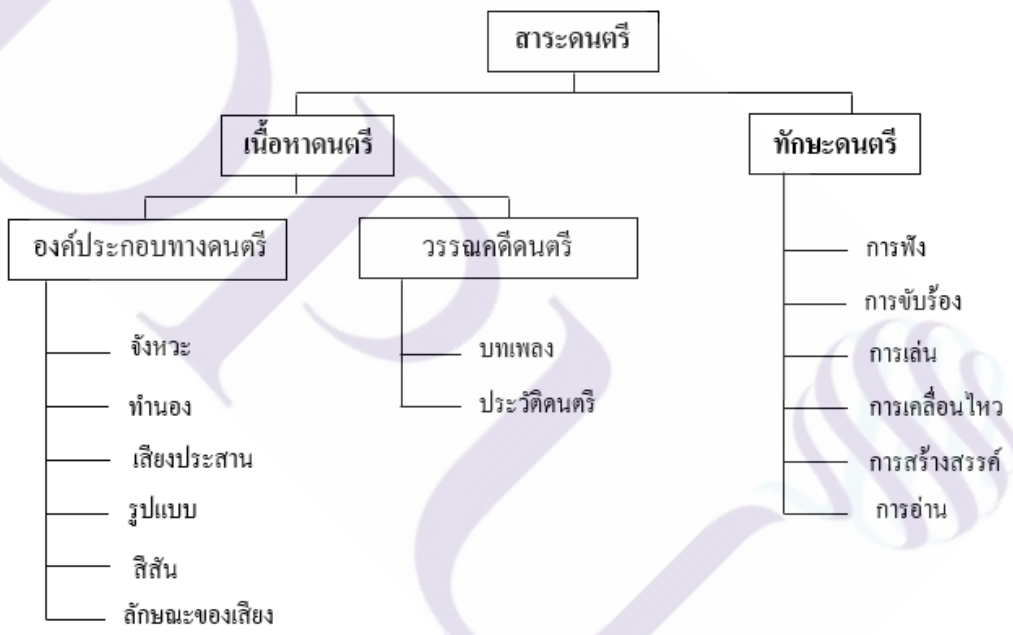 สาระดนตรี
เนื้อหาดนตรี
ทักษะดนตรี
องค์ประกอบทางดนตรี
วรรณคดีดนตรี
จังหวะ
ทำนอง
เสียงประสาน
รูปแบบ
สีสัน
ลักษณะของเสียง
บทเพลง
ประวัติดนตรี
การฟัง
การขับร้อง
การเล่น
การเคลื่อนไหว
การสร้างสรรค์
การอ่าน